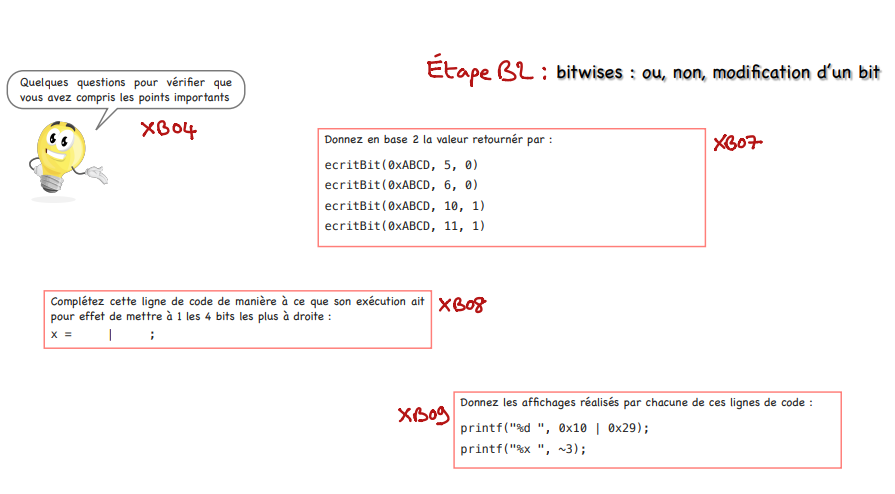 Étape B2 : bitwises : ou, non, modification d'un bit
Quelques questions pour vérifier que
vous avez compris les points importants
XB04
Donnez en base 2 la valeur retournér par :
ecritBit(0xABCD, 5, 0)
ecritBit(0xABCD, 6, 0)
ecritBit(0xABCD, 10, 1)
ecritBit(0xABCD, 11, 1)
XB07
Complétez cette ligne de code de manière à ce que son exécution ait
pour effet de mettre à 1 les 4 bits les plus à droite :
x = | ;
XB08
XB09
Donnez les affichages réalisés par chacune de ces lignes de code :
printf("%d ", 0x10 | 0x29);
printf("%x ", ~3);